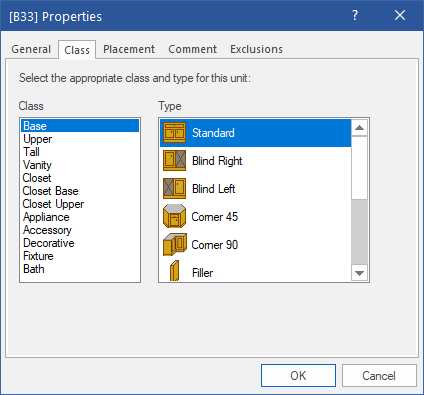 [B33] Properties
?
General Class Placement Comment Exclusions
Select the appropriate class and type for this unit:
Class
Base
Upper
Tall
Vanity
Closet
Closet Base
Closet Upper
Appliance
Accessory
Decorative
Fixture
Bath
Type
Standard
Blind Right
Blind Left
Corner 45
Corner 90
Filler
OK Cancel